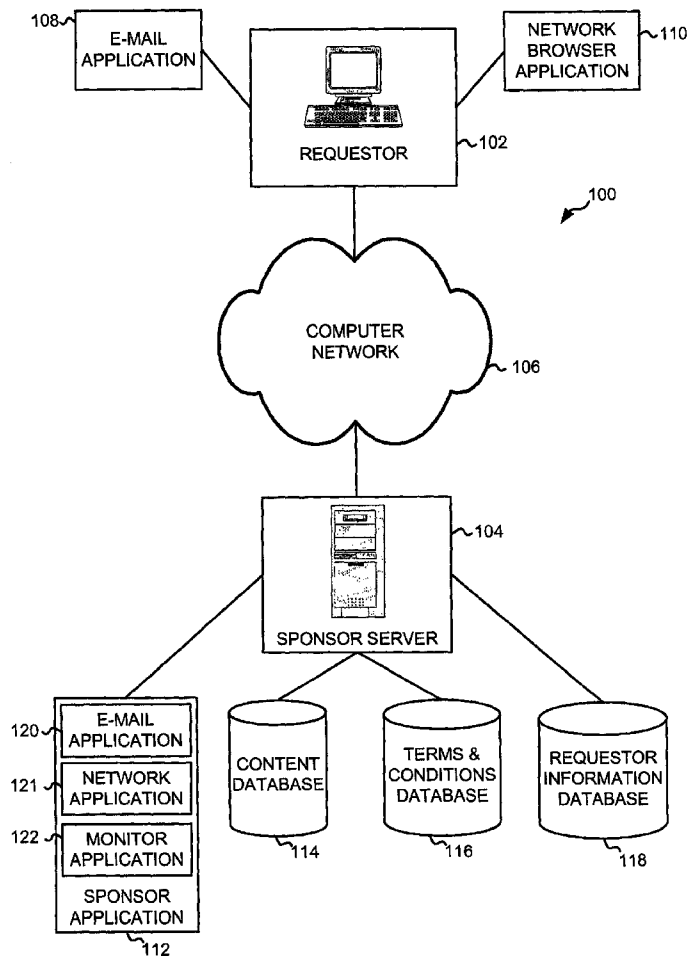 108
E-MAIL
APPLICATION
REQUESTOR
102
NETWORK
BROWSER
APPLICATION
110
100
COMPUTER
NETWORK
106
104
SPONSOR SERVER
120
E-MAIL
APPLICATION
121
NETWORK
APPLICATION
122
MONITOR
APPLICATION
SPONSOR
APPLICATION
112
CONTENT
DATABASE
114
TERMS &
CONDITIONS
DATABASE
116
REQUESTOR
INFORMATION
DATABASE
118